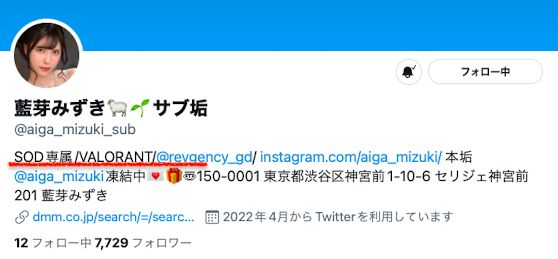 フォロー中
藍芽みずき🐑🌱サブ垢
@aiga_mizuki_sub
SOD専属/VALORANT/@revgency_gd/ instagram.com/aiga_mizuki/ 本垢
@aiga_mizuki凍結中💌🎁〠150-0001 東京都渋谷区神宮前1-10-6 セリジェ神宮前
201 藍芽みずき
dmm.co.jp/search/=/searc... 2022年4月からTwitterを利用しています
12 フォロー中 7,729 フォロワー